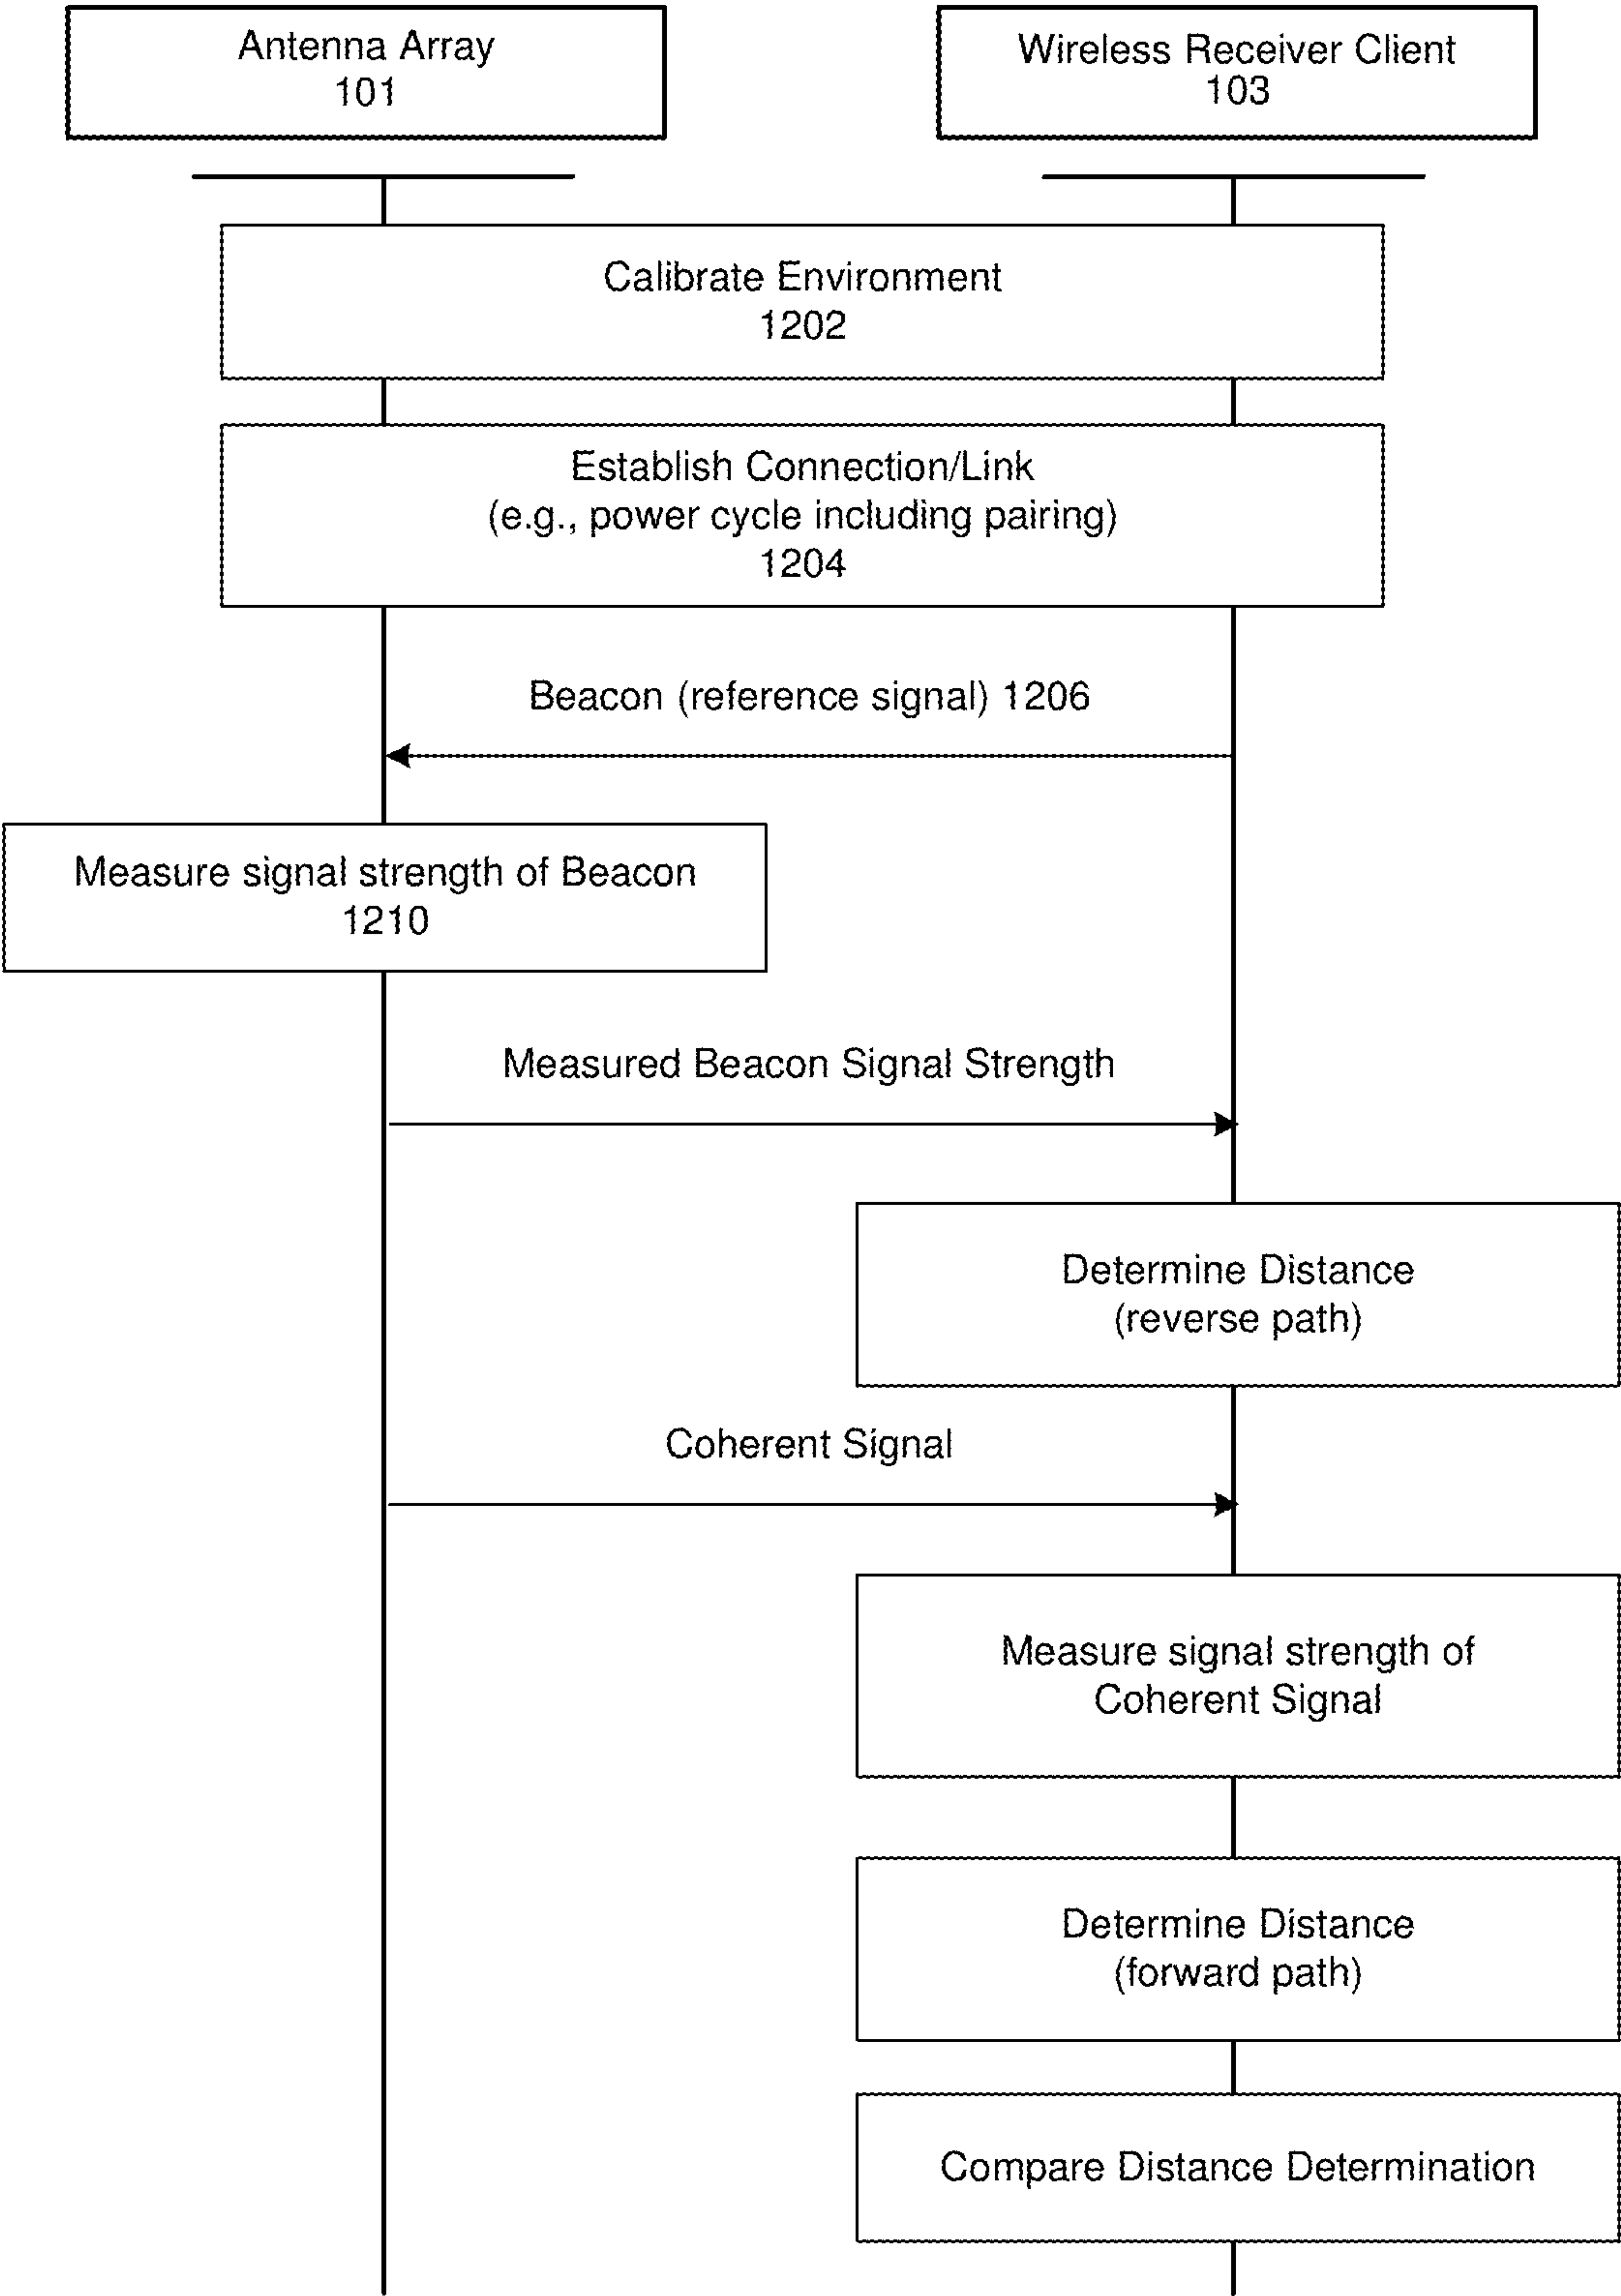 Antenna Array
101
Wireless Receiver Client
103
Calibrate Environment
1202
Establish Connection/Link
(e.g., power cycle including pairing)
1204
Beacon (reference signal) 1206
Measure signal strength of Beacon
1210
Measured Beacon Signal Strength
Determine Distance
(reverse path)
Coherent Signal
Measure signal strength of
Coherent Signal
Determine Distance
(forward path)
Compare Distance Determination